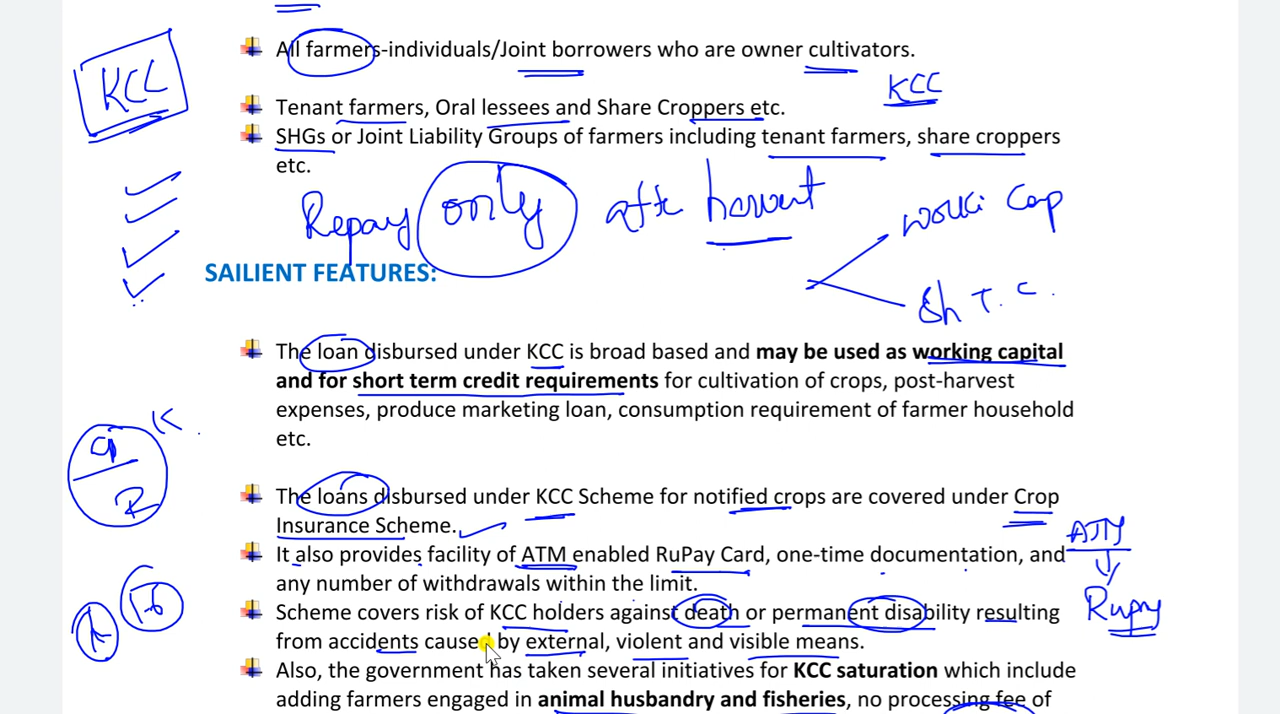 All farmers-individuals/Joint borrowers who are owner cultivators.
KCC
KCC
Tenant farmers, Oral lessees and Share Croppers etc.
SHGs or Joint Liability Groups of farmers including tenant farmers, share croppers
etc.
Repay only after harvest
Cap
SAILIENT FEATURES:
The loan disbursed under KCC is broad based and may be used as working capital
and for short term credit requirements for cultivation of crops, post-harvest
expenses, produce marketing loan, consumption requirement of farmer household
etc.
The loans disbursed under KCC Scheme for notified crops are covered under Crop
Insurance Scheme.
ATM
It also provides facility of ATM enabled RuPay Card, one-time documentation, and
any number of withdrawals within the limit.
Rupay
Scheme covers risk of KCC holders against death or permanent disability resulting
from accidents caused by external, violent and visible means.
Also, the government has taken several initiatives for KCC saturation which include
adding farmers engaged in animal husbandry and fisheries, no processing fee of